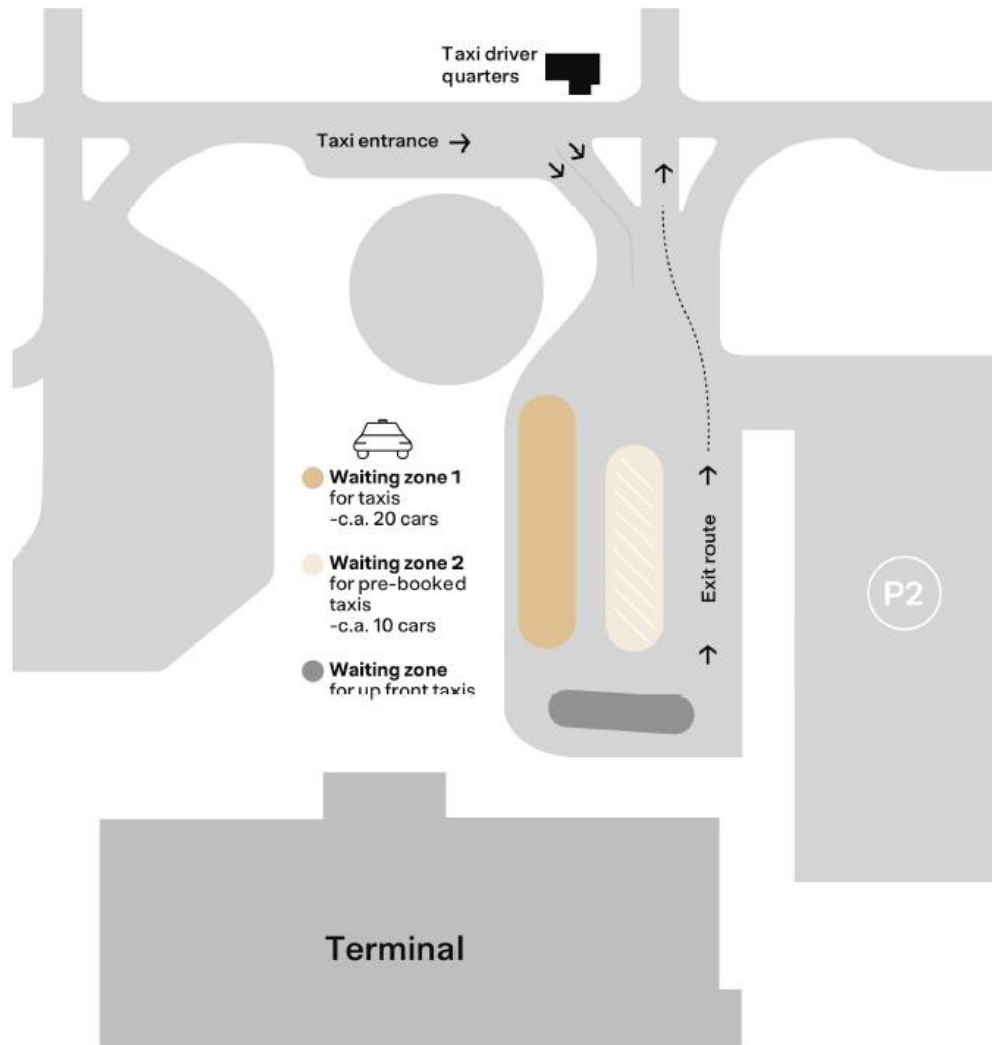 Taxi driver
quarters
Taxi entrance →
Waiting zone 1
for taxis
-c.a. 20 cars
Waiting zone 2
for pre-booked
taxis
-c.a. 10 cars
Waiting zone
for up front taxis
Exit route
P2
Terminal